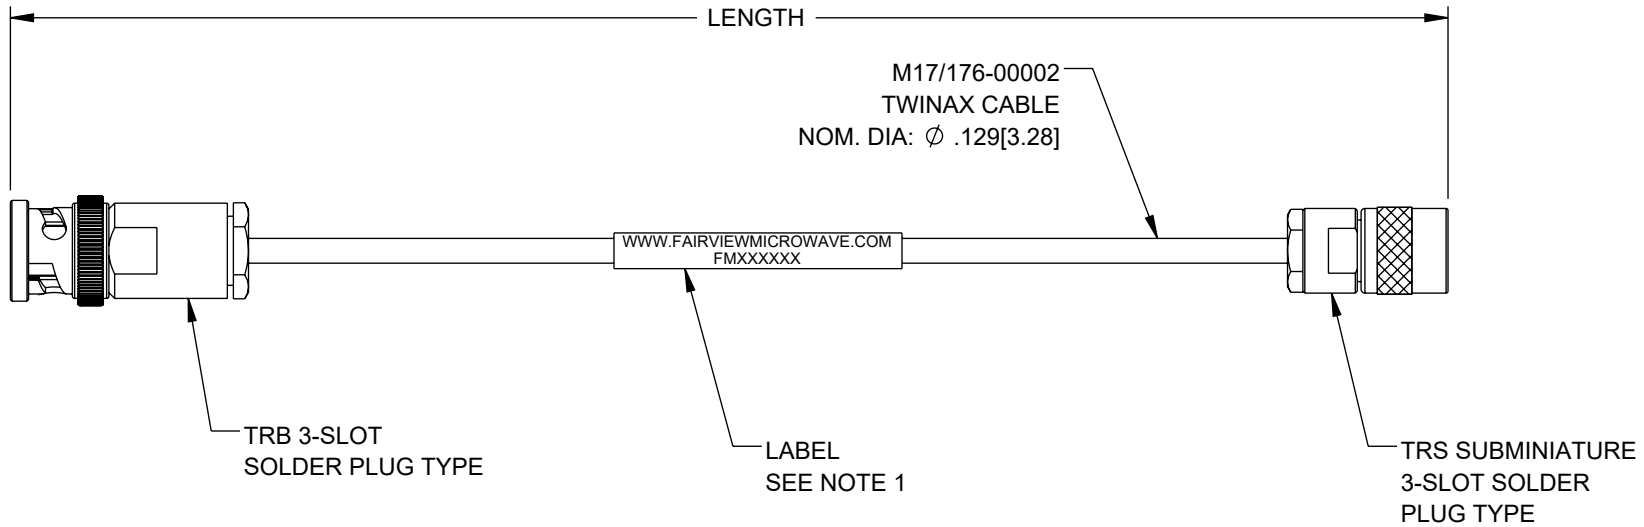 LENGTH
M17/176-00002
TWINAX CABLE
NOM. DIA: ∅ .129[3.28]
WWW.FAIRVIEWMICROWAVE.COM
FMXXXXXX
TRB 3-SLOT
SOLDER PLUG TYPE
LABEL
SEE NOTE 1
TRS SUBMINIATURE
3-SLOT SOLDER
PLUG TYPE